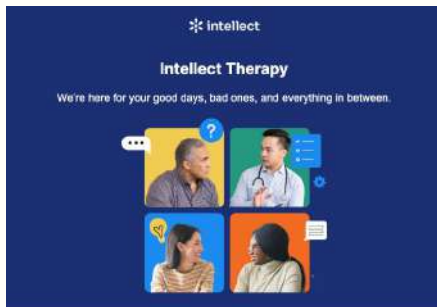 intellect
Intellect Therapy
We're here for your good days, bad ones, and everything in between.
?